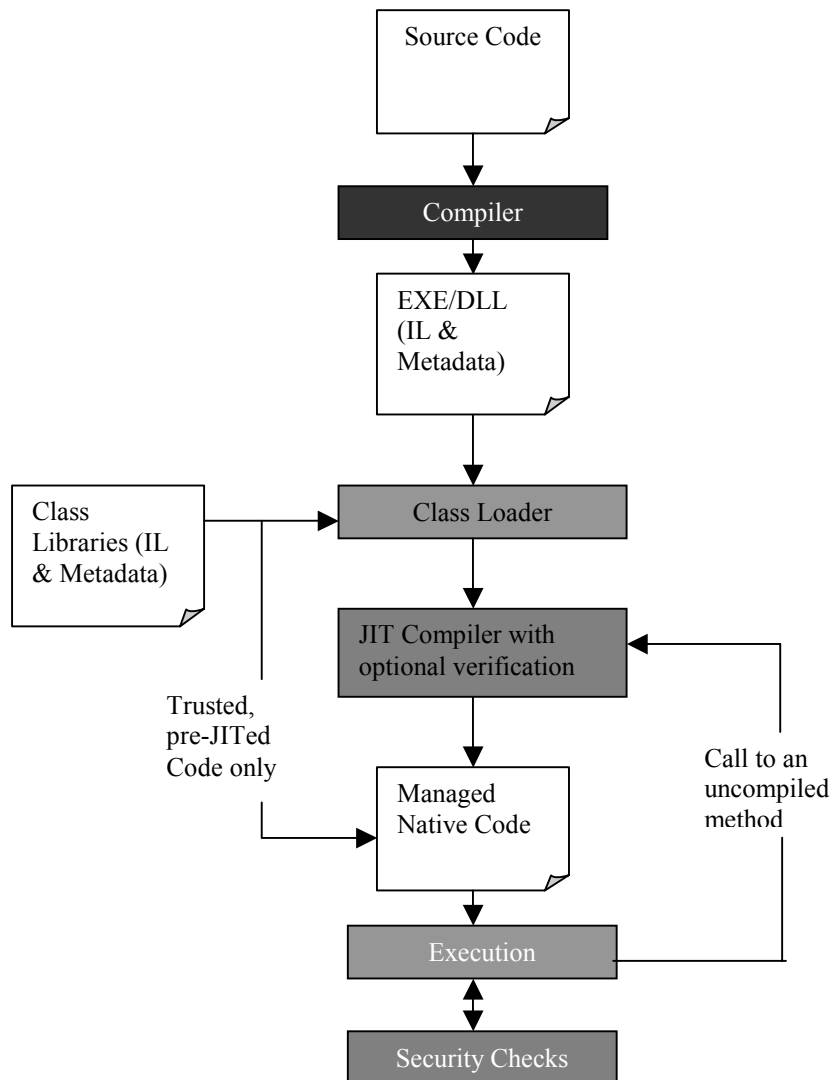 Source Code
Compiler
EXE/DLL
(IL &
Metadata)
Class
Libraries (IL
& Metadata)
Class Loader
JIT Compiler with
optional verification
Trusted,
pre-JITed
Code only
Call to an
uncompiled
method
Managed
Native Code
Execution
Security Checks